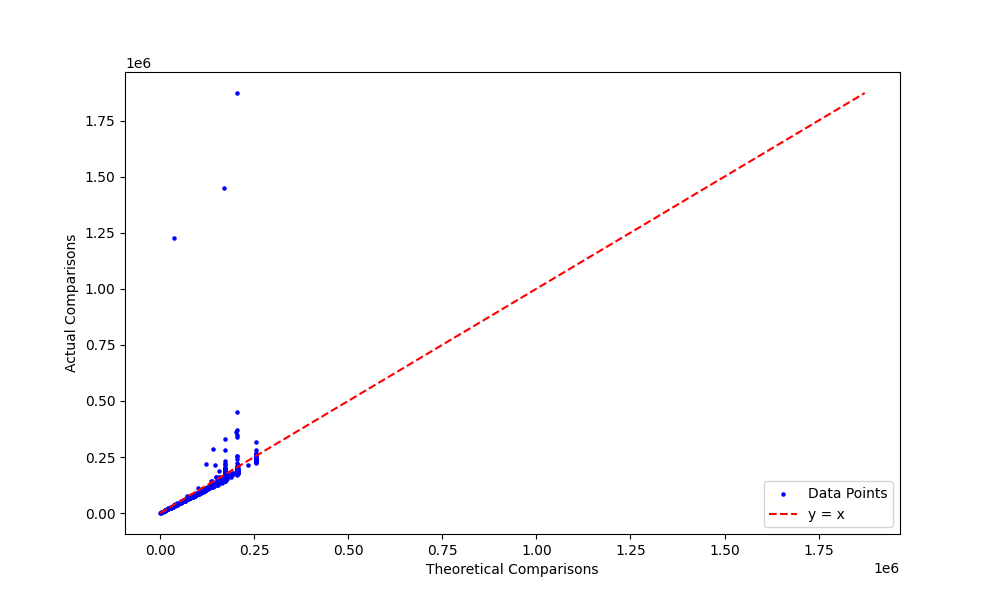 1e6
1.75
1.50
1.25
1.00
0.75
0.50
0.25
0.00
Actual Comparisons
0.00 0.25 0.50 0.75 1.00 1.25 1.50 1.75
1e6
Theoretical Comparisons
Data Points
y = x